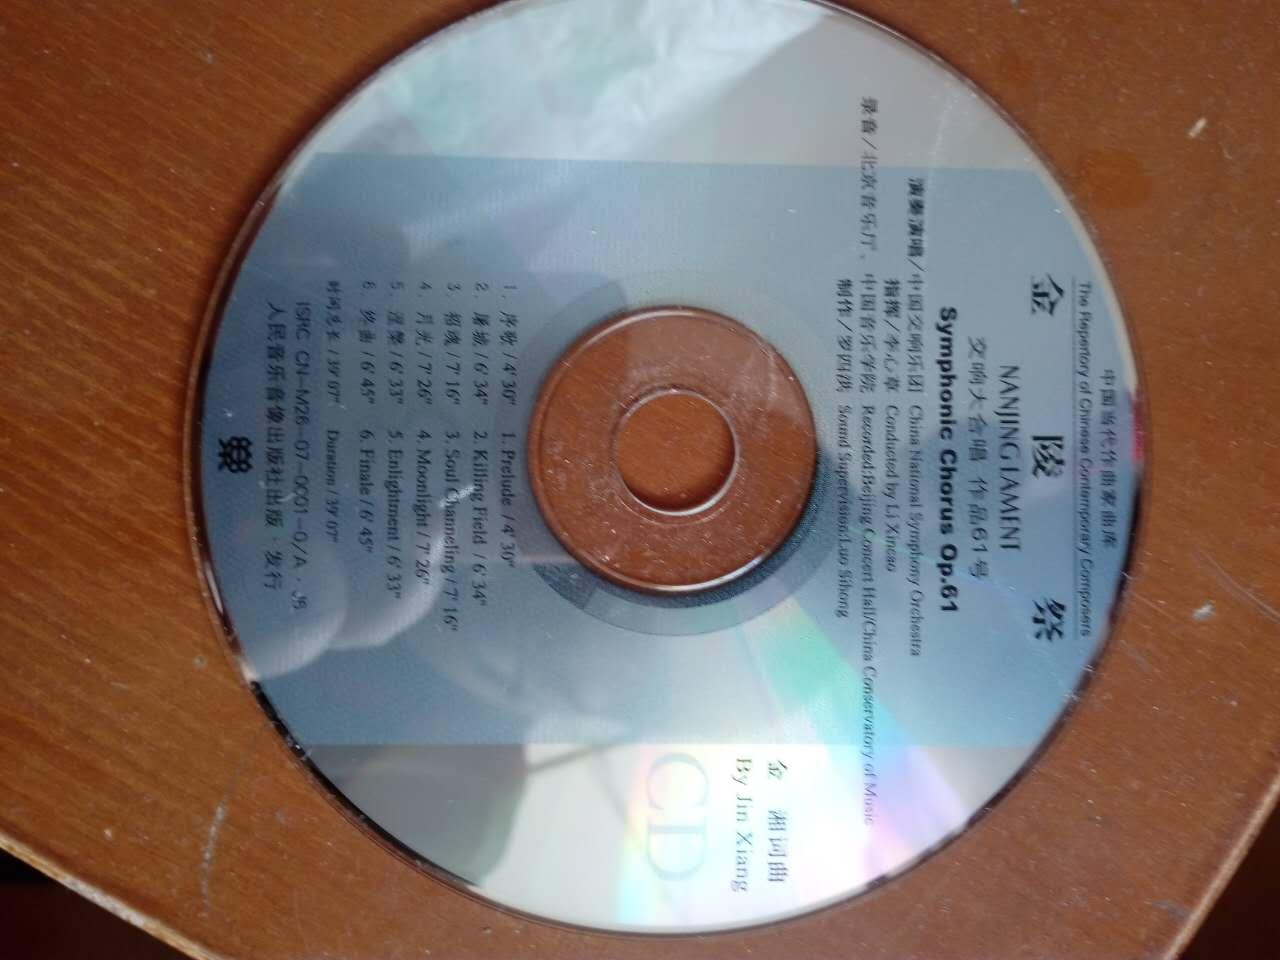 中国当代作曲家曲库
The Repertory of Chinese Contemporary Composers
金 陵 祭
NANJING LAMENT
交响大合唱 作品61号
Symphonic Chorus Op.61
演奏演唱/中国交响乐团 China National Symphony Orchestra
指挥/李心草 Conducted by Li Xincao
录音/北京音乐厅、中国音乐学院 Recorded:Beijing Concert Hall/China Conservatory of Music
制作/罗四洪 Sound Supervision:Luo Sihong
金 湘词曲
By Jin Xiang
CD
1. 序歌/4'30" 1. Prelude/4'30"
2. 屠城/6'34" 2. Killing Field/6'34"
3. 招魂/7'16" 3. Soul Channeling/7'16"
4. 月光/7'26" 4. Moonlight/7'26"
5. 涅槃/6'33" 5. Enlightment/6'33"
6. 终曲/6'45" 6. Finale/6'45"
时间总长/39'07" Duration/39'07"
ISRC CN-M26-07-0001-0/A·J6
人民音乐音像出版社出版·发行